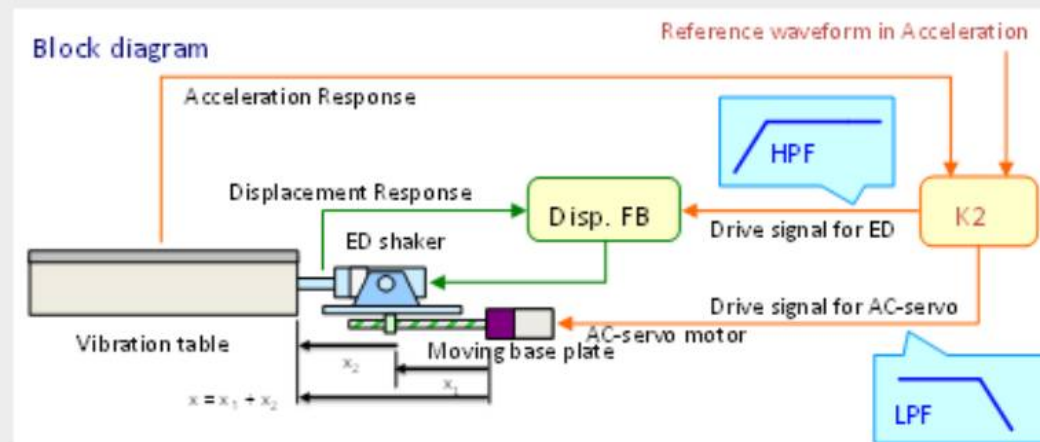 Block diagram
Reference waveform in Acceleration
Acceleration Response
HPF
Displacement Response
Disp. FB
K2
Drive signal for ED
ED shaker
Drive signal for AC-servo
AC-servo motor
Vibration table
Moving base plate
x₂
x₁
x = x₁ + x₂
LPF